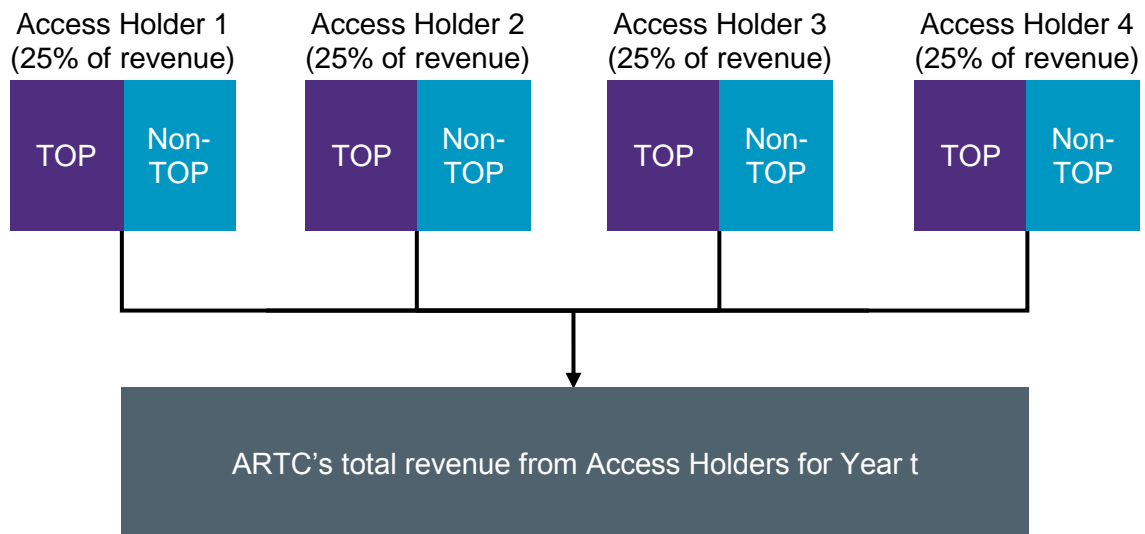 Access Holder 1
(25% of revenue)
Access Holder 2
(25% of revenue)
Access Holder 3
(25% of revenue)
Access Holder 4
(25% of revenue)
TOP
Non-
TOP
TOP
Non-
TOP
TOP
Non-
TOP
TOP
Non-
TOP
ARTC’s total revenue from Access Holders for Year t